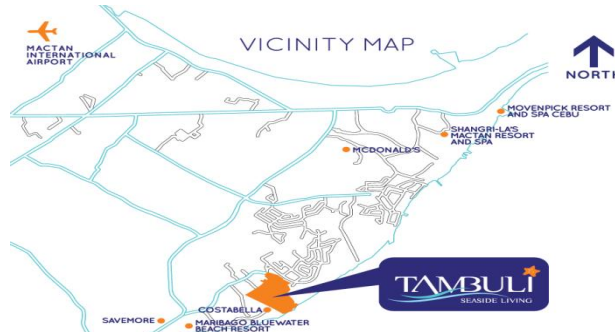 VICINITY MAP
MACTAN
INTERNATIONAL
AIRPORT
NORTH
MOVENPICK RESORT
AND SPA CEBU
SHANGRI-LA'S
MACTAN RESORT
AND SPA
MCDONALD'S
TAMBULI
SEASIDE LIVING
COSTABELLA
SAVEMORE
MARIBAGO BLUEWATER
BEACH RESORT